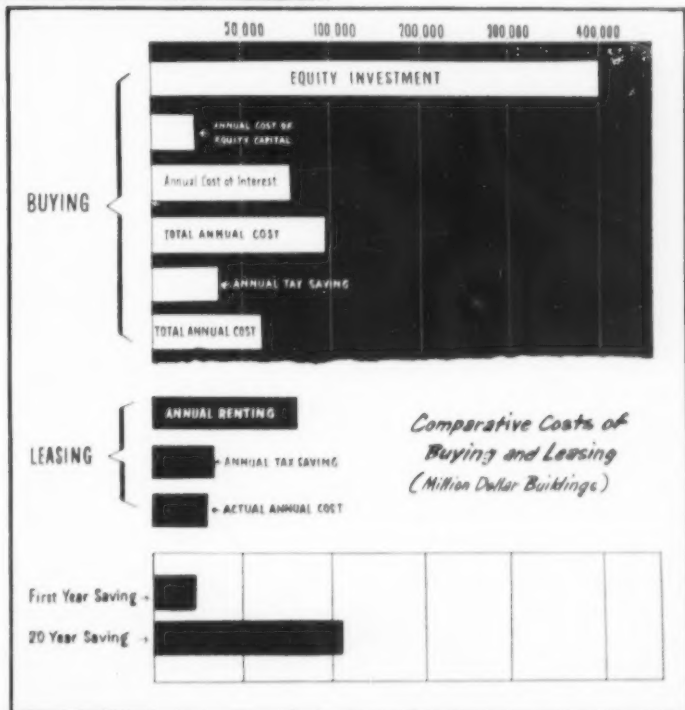 50 000 100 000 200 000 300 000 400,000
EQUITY INVESTMENT
ANNUAL COST OF
EQUITY CAPITAL
Annual Cost of Interest
BUYING
TOTAL ANNUAL COST
ANNUAL TAX SAVING
TOTAL ANNUAL COST
ANNUAL RENTING
LEASING
ANNUAL TAX SAVING
ACTUAL ANNUAL COST
Comparative Costs of
Buying and Leasing
(Million Dollar Buildings)
First Year Saving
20 Year Saving